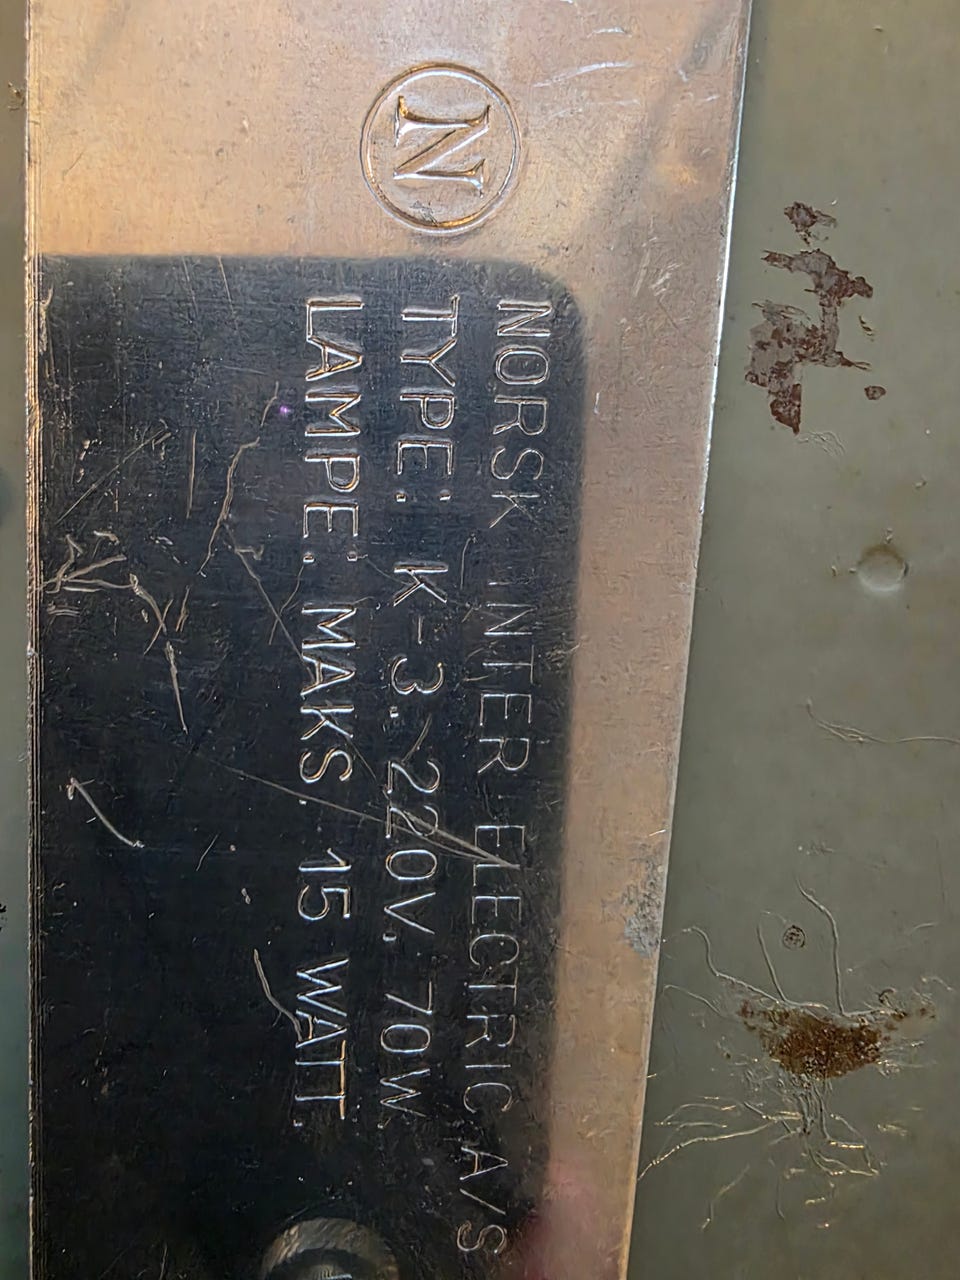 N
NORSK INTER ELECTRIC A/S
TYPE: K-3. 220V. 70W.
LAMPE: MAKS. 15 WATT.